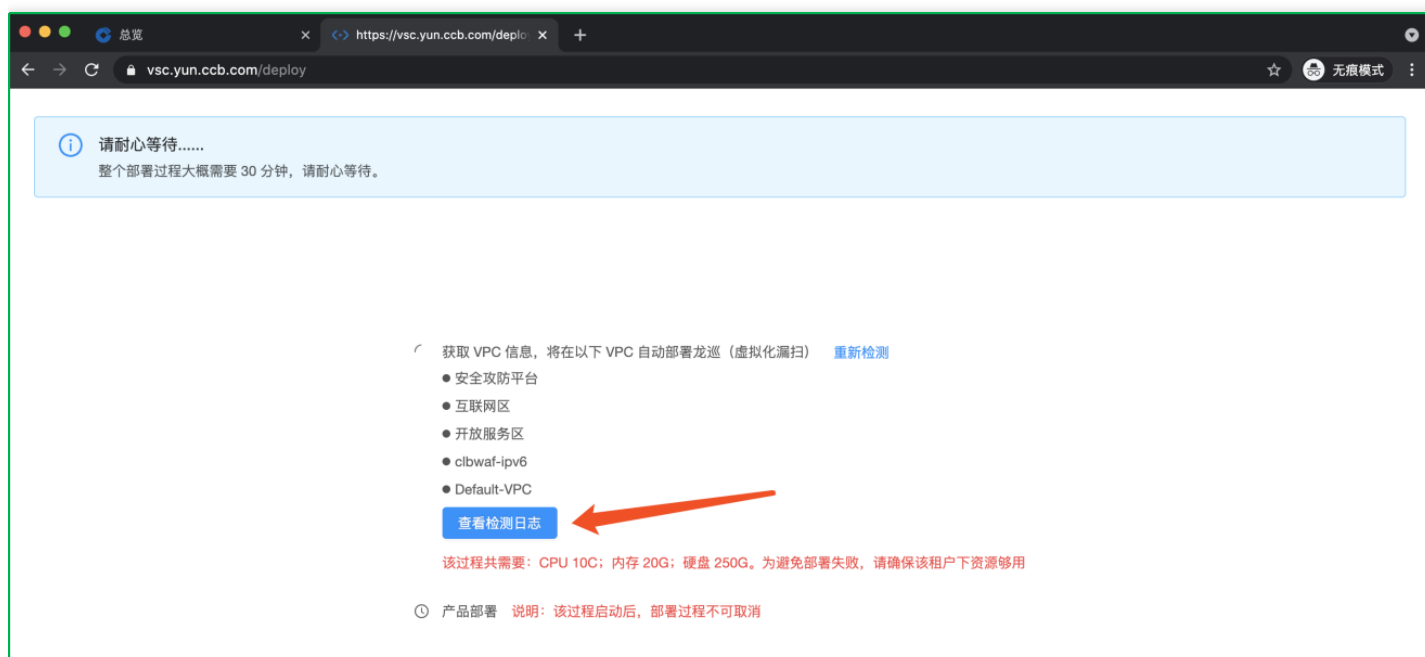 总览
https://vsc.yun.ccb.com/deplo
vsc.yun.ccb.com/deploy
无痕模式
请耐心等待......
整个部署过程大概需要 30 分钟，请耐心等待。
获取 VPC 信息，将在以下 VPC 自动部署龙巡（虚拟化漏扫） 重新检测
安全攻防平台
互联网区
开放服务区
clbwaf-ipv6
Default-VPC
查看检测日志
该过程共需要：CPU 10C；内存 20G；硬盘 250G。为避免部署失败，请确保该租户下资源够用
产品部署 说明：该过程启动后，部署过程不可取消